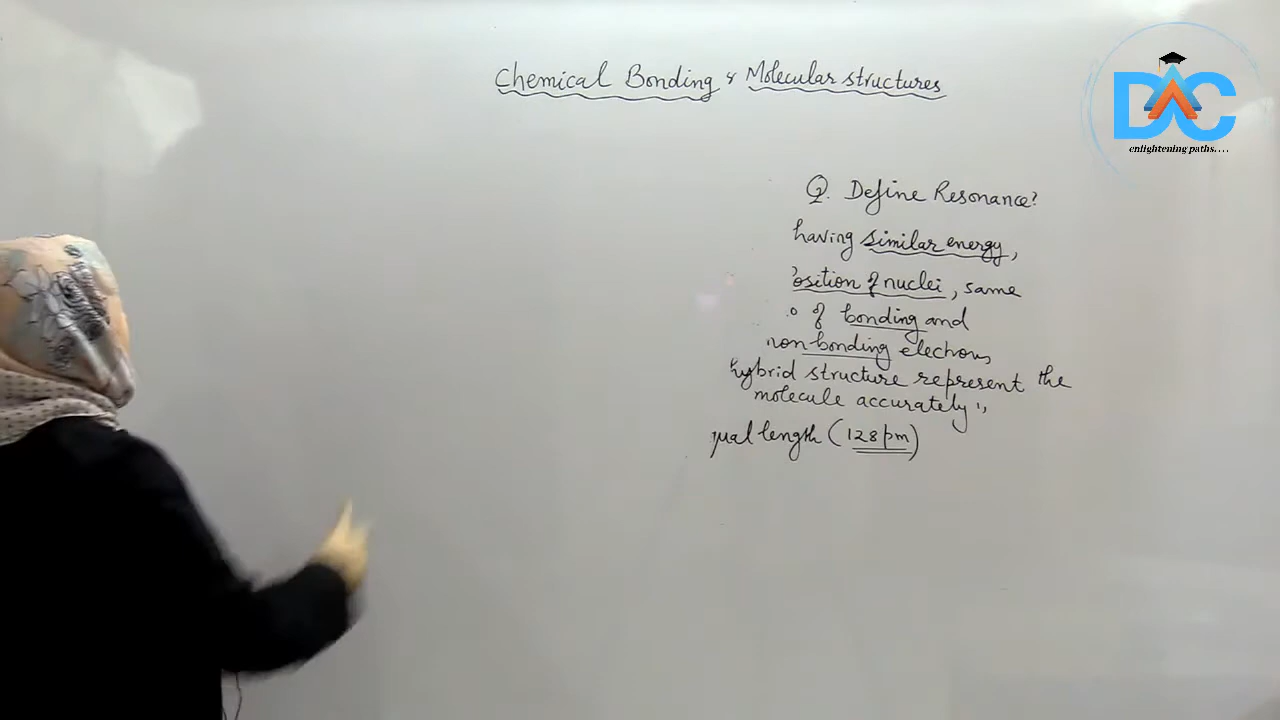 Chemical Bonding & Molecular structures
DAC
enlightening paths....
Q. Define Resonance?
having similar energy,
osition of nuclei, same
o of bonding and
non-bonding electrons,
hybrid structure represent the
molecule accurately.,
ual length (128 pm)